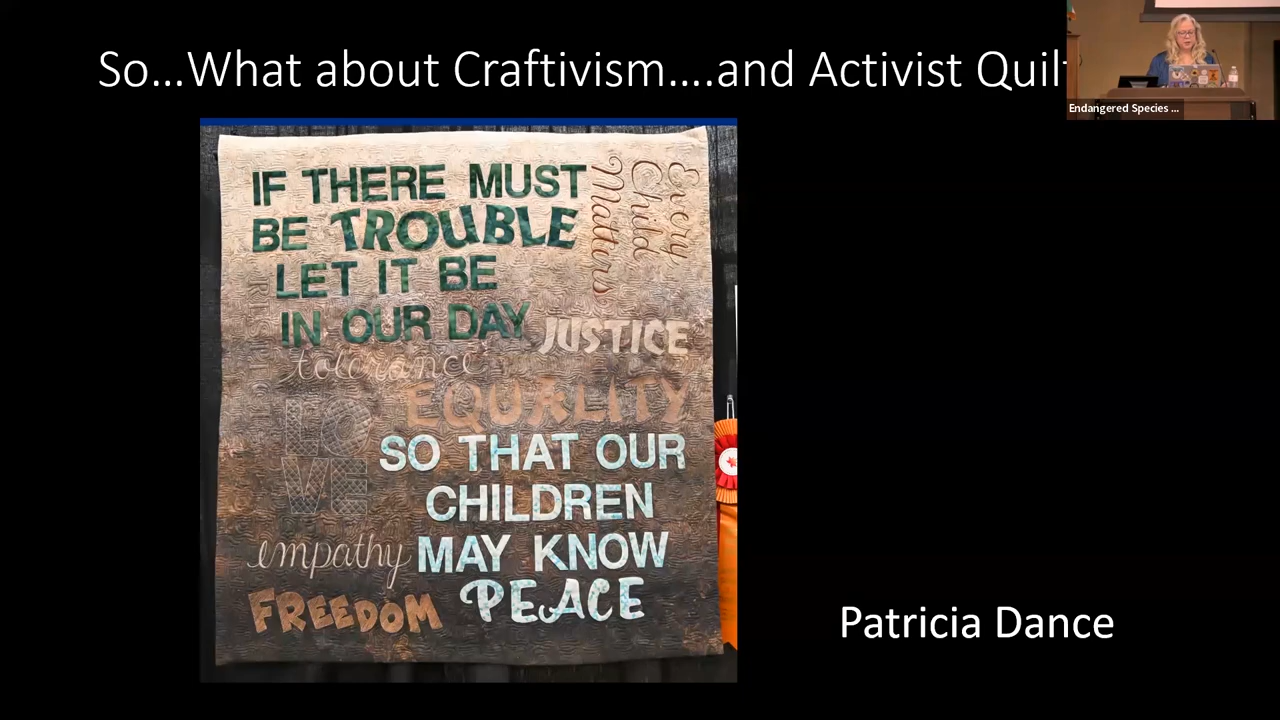 So…What about Craftivism….and Activist Quilt
Endangered Species ...
IF THERE MUST
BE TROUBLE
LET IT BE
IN OUR DAY
Every
Child
Matters
JUSTICE
tolerance
EQUALITY
LOVE
SO THAT OUR
CHILDREN
empathy MAY KNOW
FREEDOM PEACE
Patricia Dance